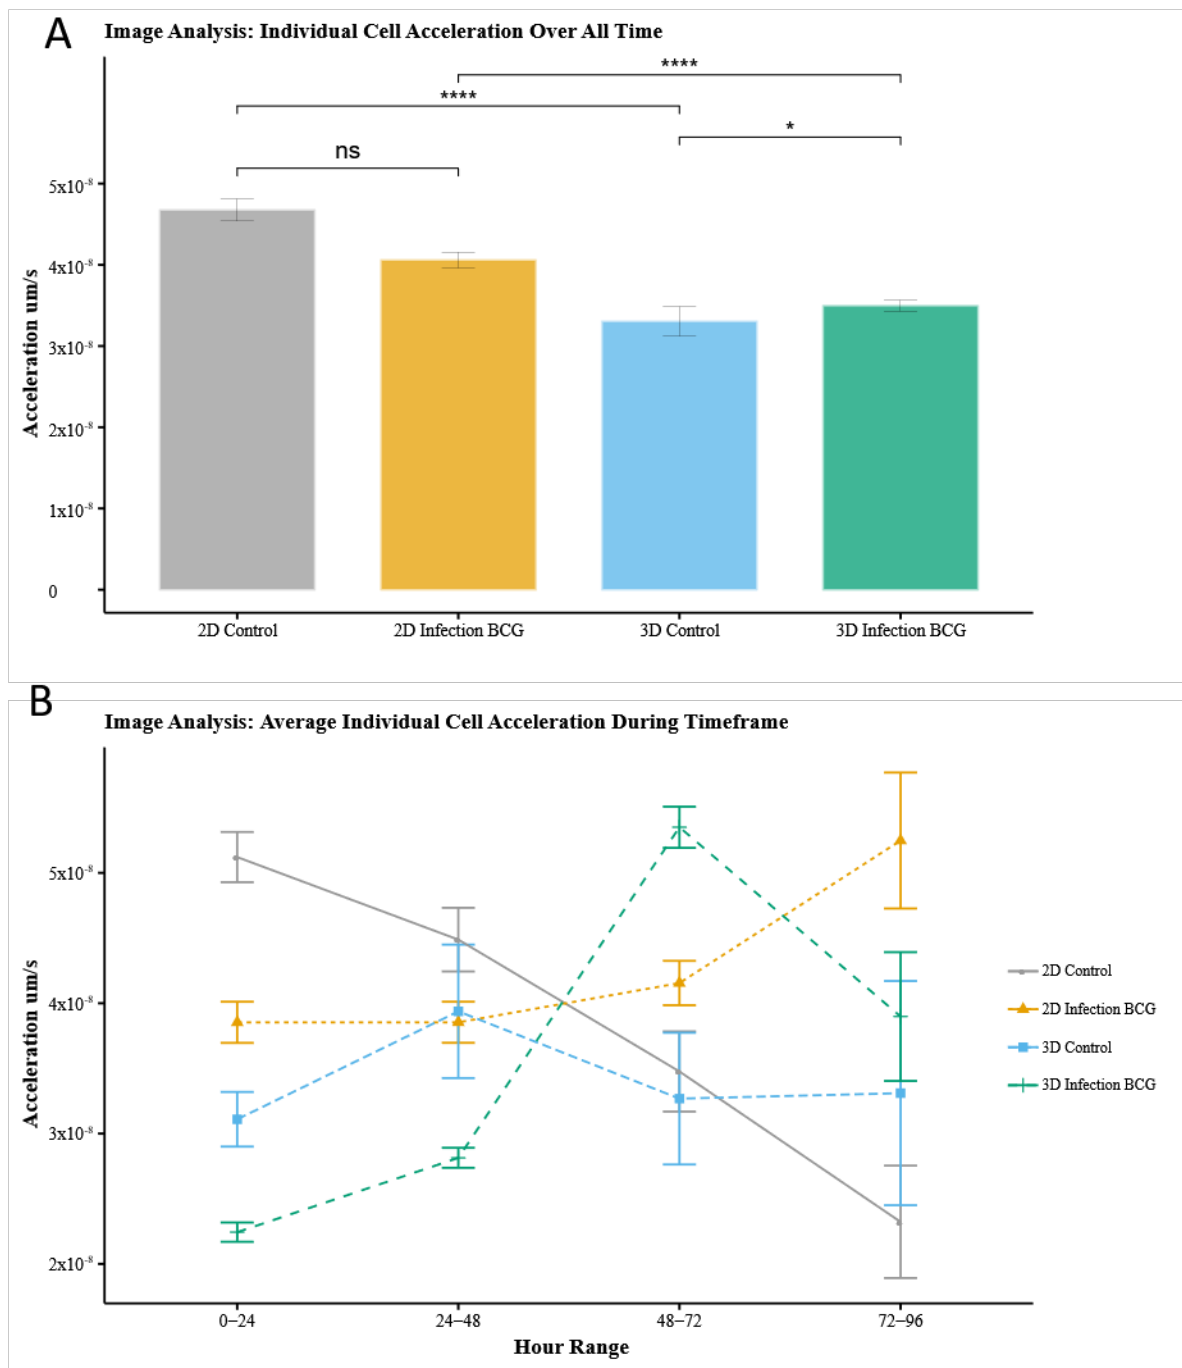 A
Image Analysis: Individual Cell Acceleration Over All Time
****
****
*
ns
5x10⁻⁸
4x10⁻⁸
3x10⁻⁸
2x10⁻⁸
1x10⁻⁸
0
Acceleration um/s
2D Control
2D Infection BCG
3D Control
3D Infection BCG
B
Image Analysis: Average Individual Cell Acceleration During Timeframe
5x10⁻⁸
4x10⁻⁸
3x10⁻⁸
2x10⁻⁸
Acceleration um/s
2D Control
2D Infection BCG
3D Control
3D Infection BCG
0–24
24–48
48–72
72–96
Hour Range